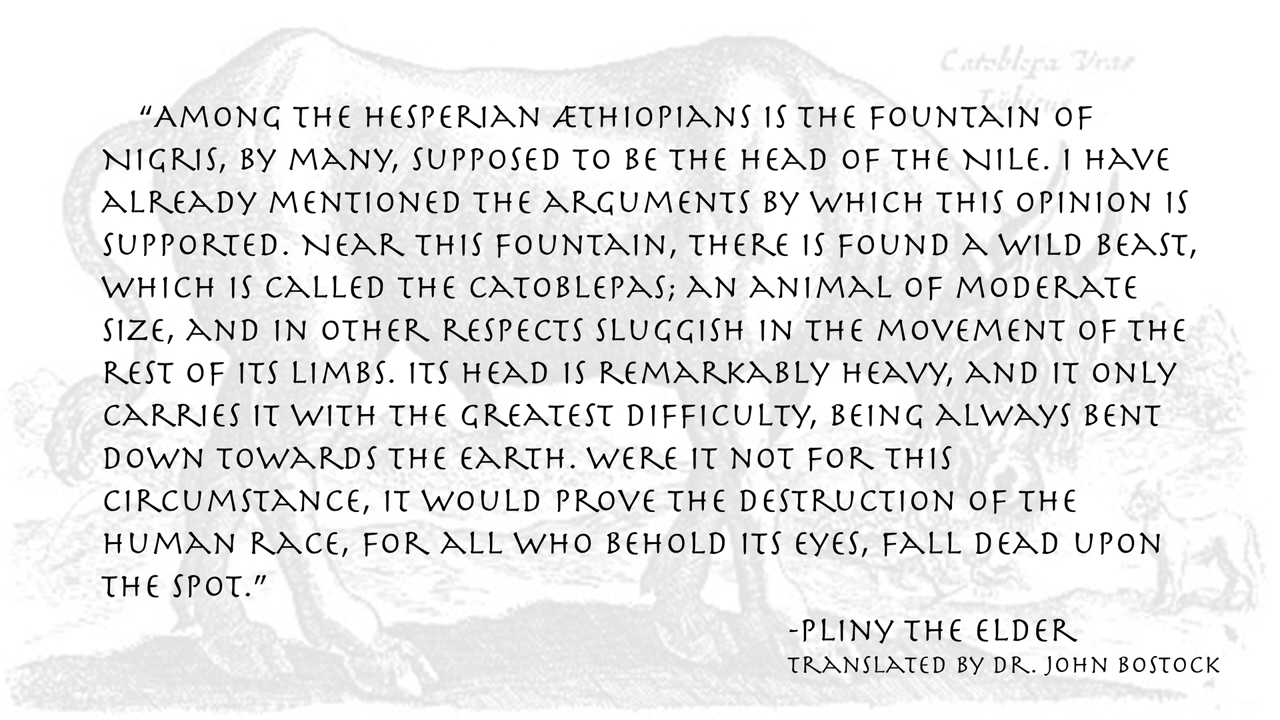 Catoblepa Vrae
“AMONG THE HESPERIAN ÆTHIOPIANS IS THE FOUNTAIN OF
NIGRIS, BY MANY, SUPPOSED TO BE THE HEAD OF THE NILE. I HAVE
ALREADY MENTIONED THE ARGUMENTS BY WHICH THIS OPINION IS
SUPPORTED. NEAR THIS FOUNTAIN, THERE IS FOUND A WILD BEAST,
WHICH IS CALLED THE CATOBLEPAS; AN ANIMAL OF MODERATE
SIZE, AND IN OTHER RESPECTS SLUGGISH IN THE MOVEMENT OF THE
REST OF ITS LIMBS. ITS HEAD IS REMARKABLY HEAVY, AND IT ONLY
CARRIES IT WITH THE GREATEST DIFFICULTY, BEING ALWAYS BENT
DOWN TOWARDS THE EARTH. WERE IT NOT FOR THIS
CIRCUMSTANCE, IT WOULD PROVE THE DESTRUCTION OF THE
HUMAN RACE, FOR ALL WHO BEHOLD ITS EYES, FALL DEAD UPON
THE SPOT.”
-PLINY THE ELDER
TRANSLATED BY DR. JOHN BOSTOCK